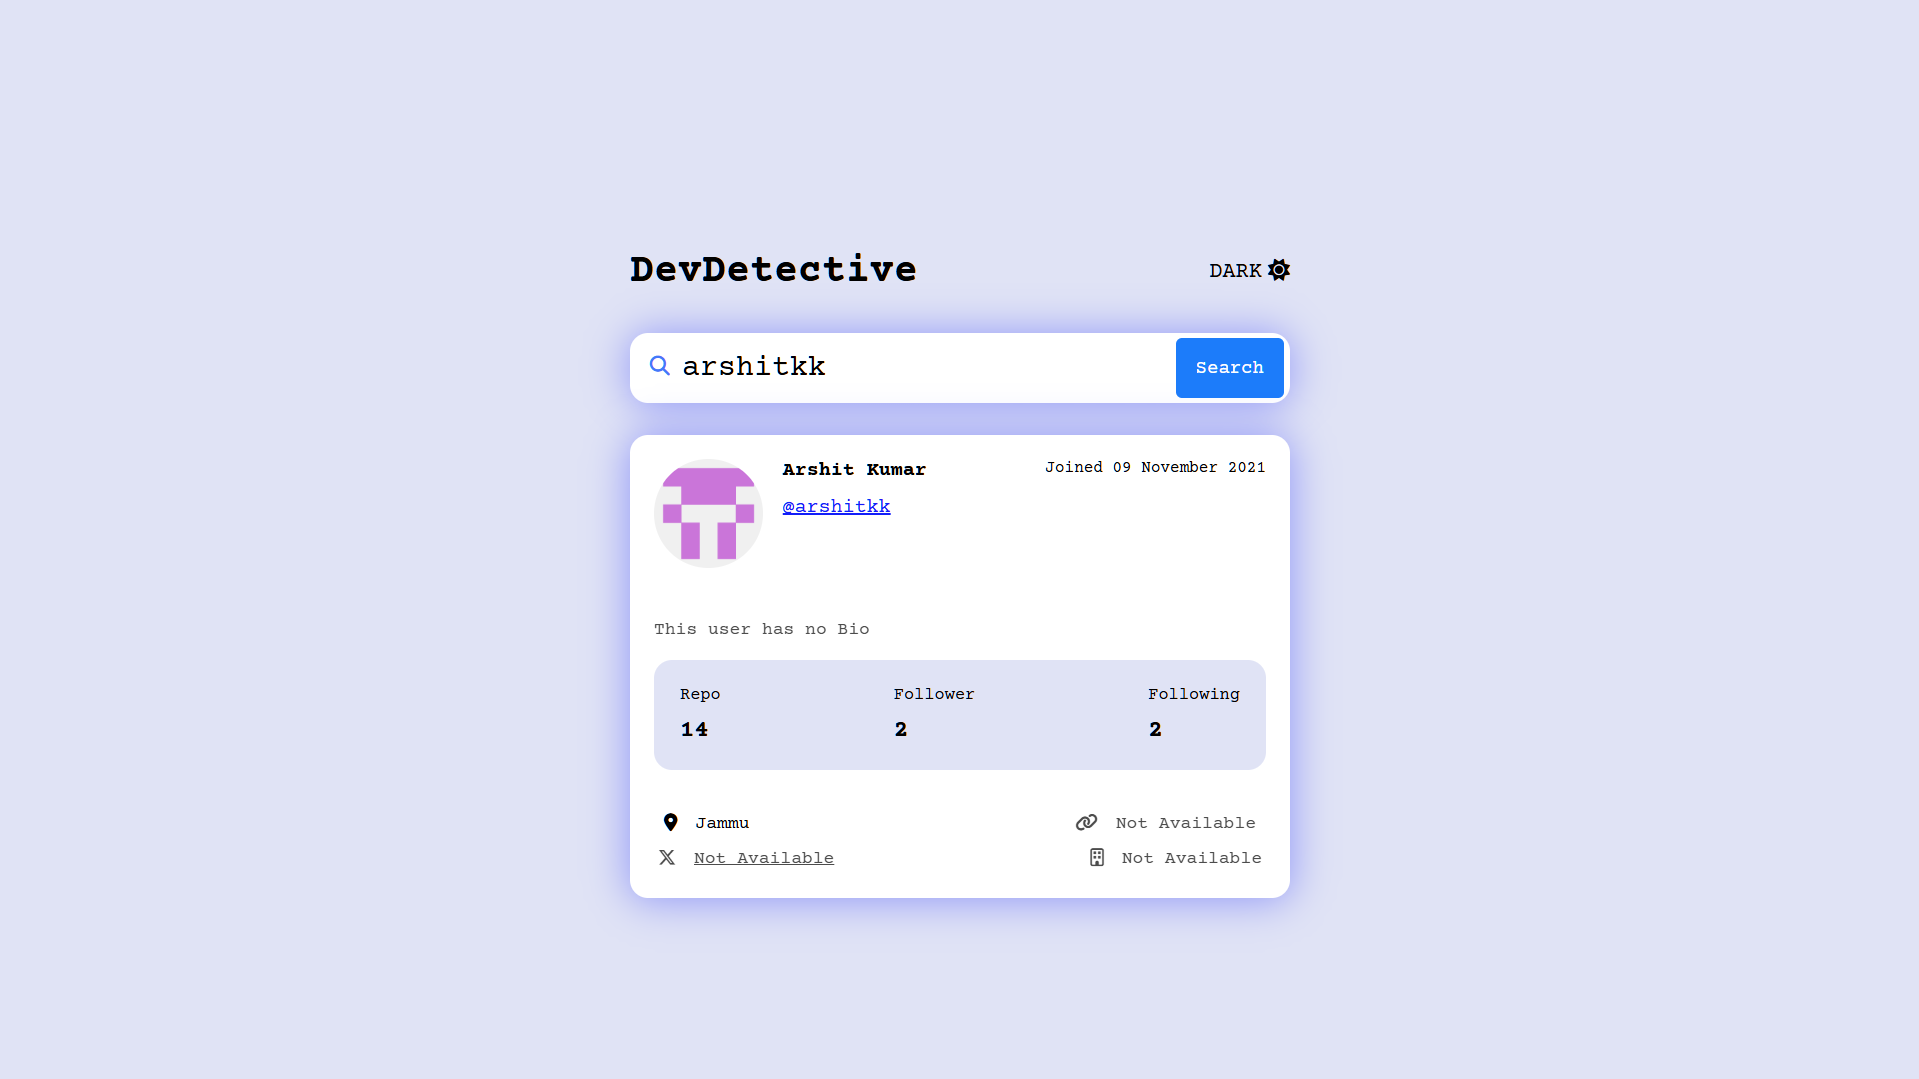 DevDetective
DARK
arshitkk
Search
Arshit Kumar
Joined 09 November 2021
@arshitkk
This user has no Bio
Repo Follower Following
14 2 2
Jammu
Not Available
Not Available
Not Available